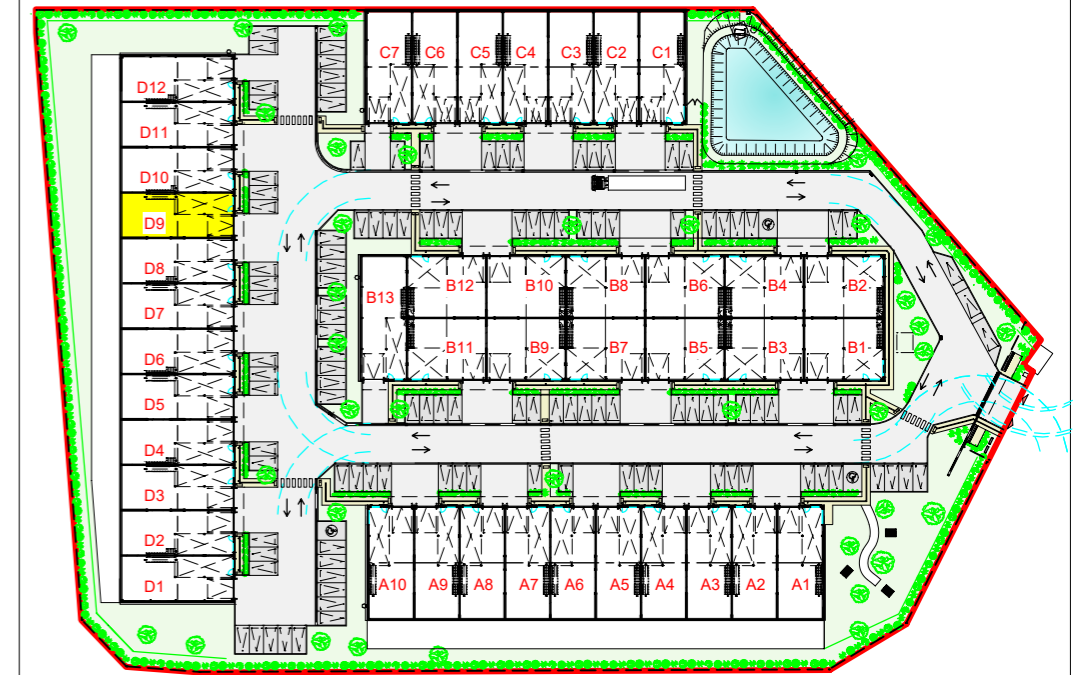 C7 C6 C5 C4 C3 C2 C1
D12
D11
D10
D9
D8
D7
D6
D5
D4
D3
D2
D1
B13 B12 B10 B8 B6 B4 B2
B11 B9 B7 B5 B3 B1
A10 A9 A8 A7 A6 A5 A4 A3 A2 A1